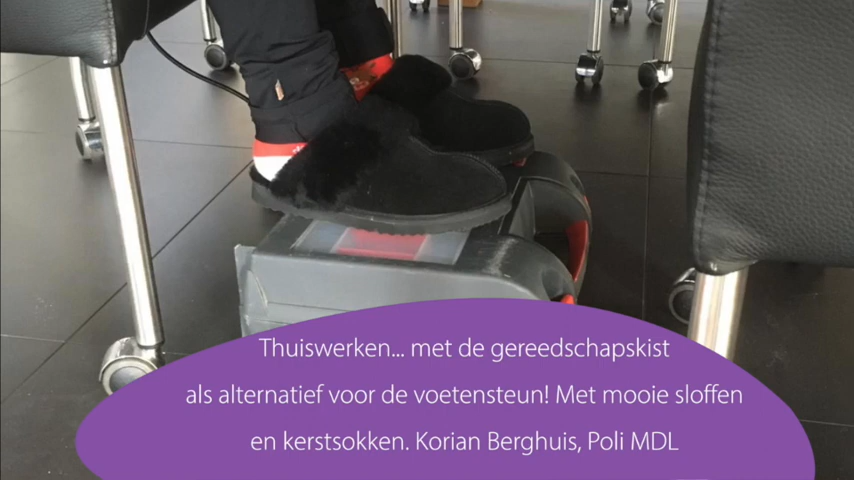 Thuiswerken... met de gereedschapskist
als alternatief voor de voetensteun! Met mooie sloffen
en kerstsokken. Korian Berghuis, Poli MDL